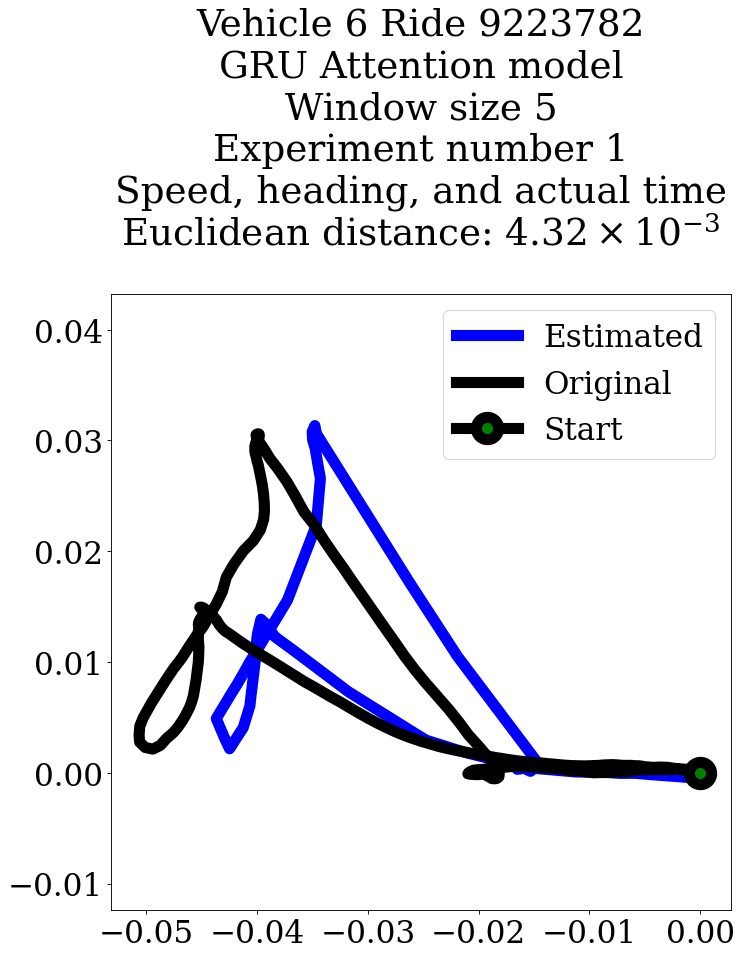 Vehicle 6 Ride 9223782
GRU Attention model
Window size 5
Experiment number 1
Speed, heading, and actual time
Euclidean distance: 4.32 × 10⁻³
Estimated
Original
Start
0.04
0.03
0.02
0.01
0.00
−0.01
−0.05 −0.04 −0.03 −0.02 −0.01 0.00